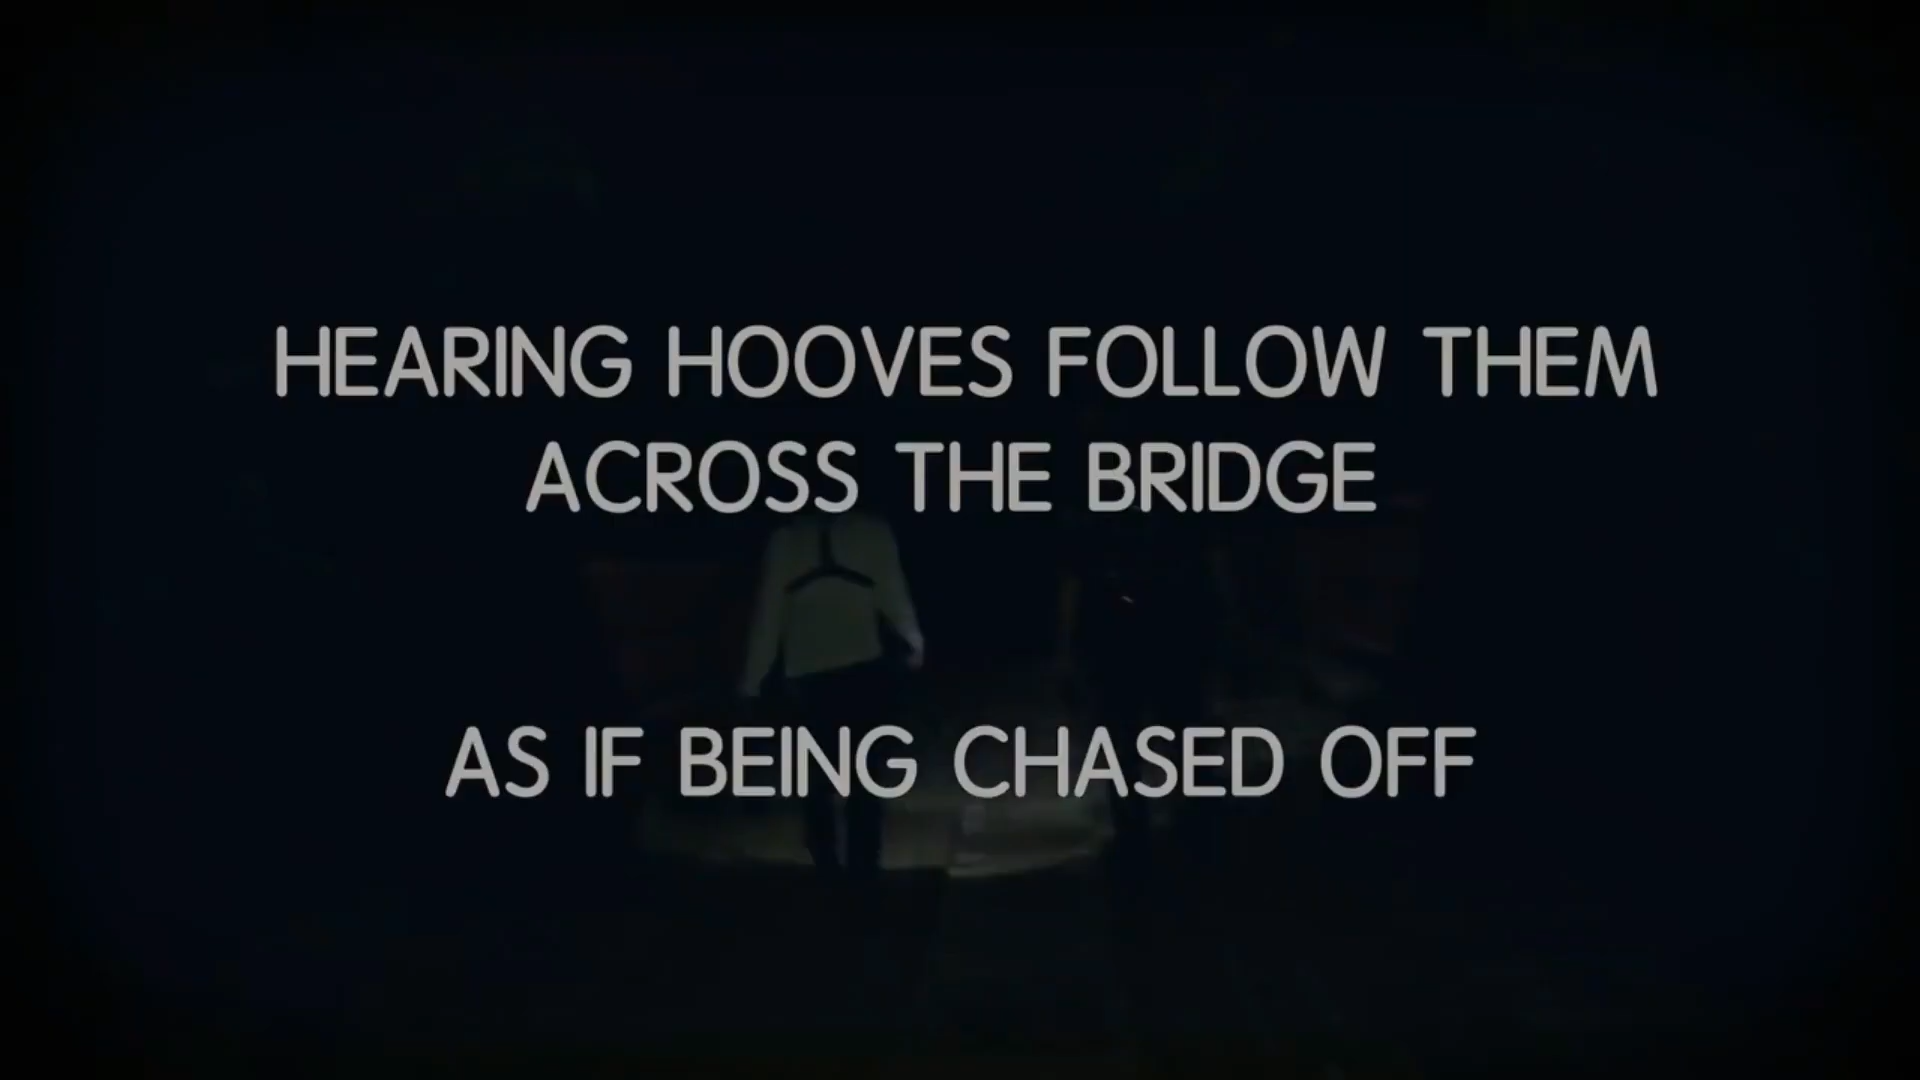 HEARING HOOVES FOLLOW THEM
ACROSS THE BRIDGE
AS IF BEING CHASED OFF